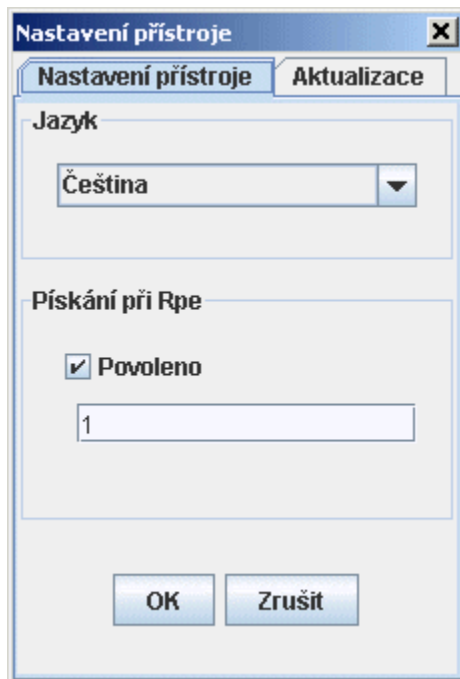 Nastavení přístroje
Nastavení přístroje Aktualizace
Jazyk
Čeština
Pískání při Rpe
Povoleno
1
OK Zrušit